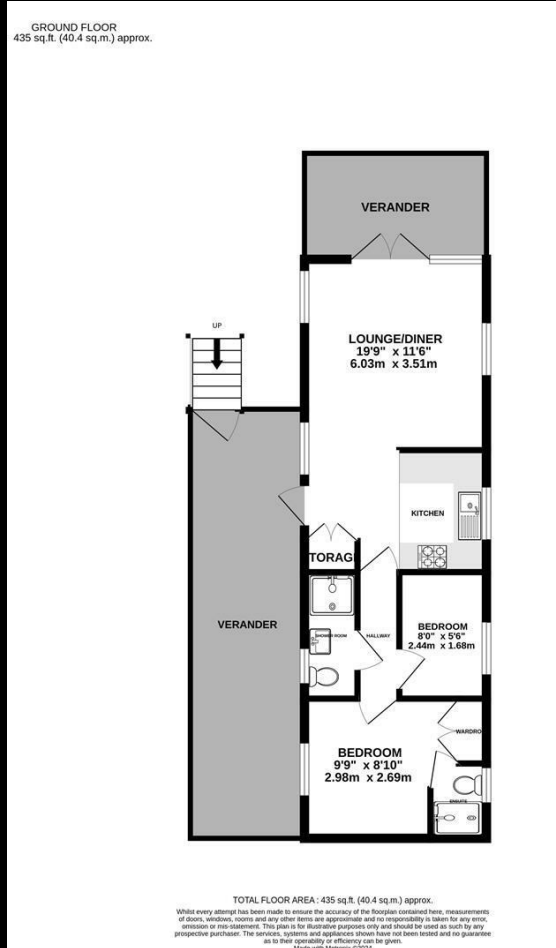 GROUND FLOOR
435 sq.ft. (40.4 sq.m.) approx.
VERANDER
UP
LOUNGE/DINER
19'9" x 11'6"
6.03m x 3.51m
KITCHEN
TORAG
VERANDER
SHOWER ROOM
HALLWAY
BEDROOM
8'0" x 5'6"
2.44m x 1.68m
WARDRO
BEDROOM
9'9" x 8'10"
2.98m x 2.69m
ENSUITE
TOTAL FLOOR AREA : 435 sq.ft. (40.4 sq.m.) approx.
Whilst every attempt has been made to ensure the accuracy of the floorplan contained here, measurements
of doors, windows, rooms and any other items are approximate and no responsibility is taken for any error,
omission or mis-statement. This plan is for illustrative purposes only and should be used as such by any
prospective purchaser. The services, systems and appliances shown have not been tested and no guarantee
as to their operability or efficiency can be given.
Made with Metropix ©2024